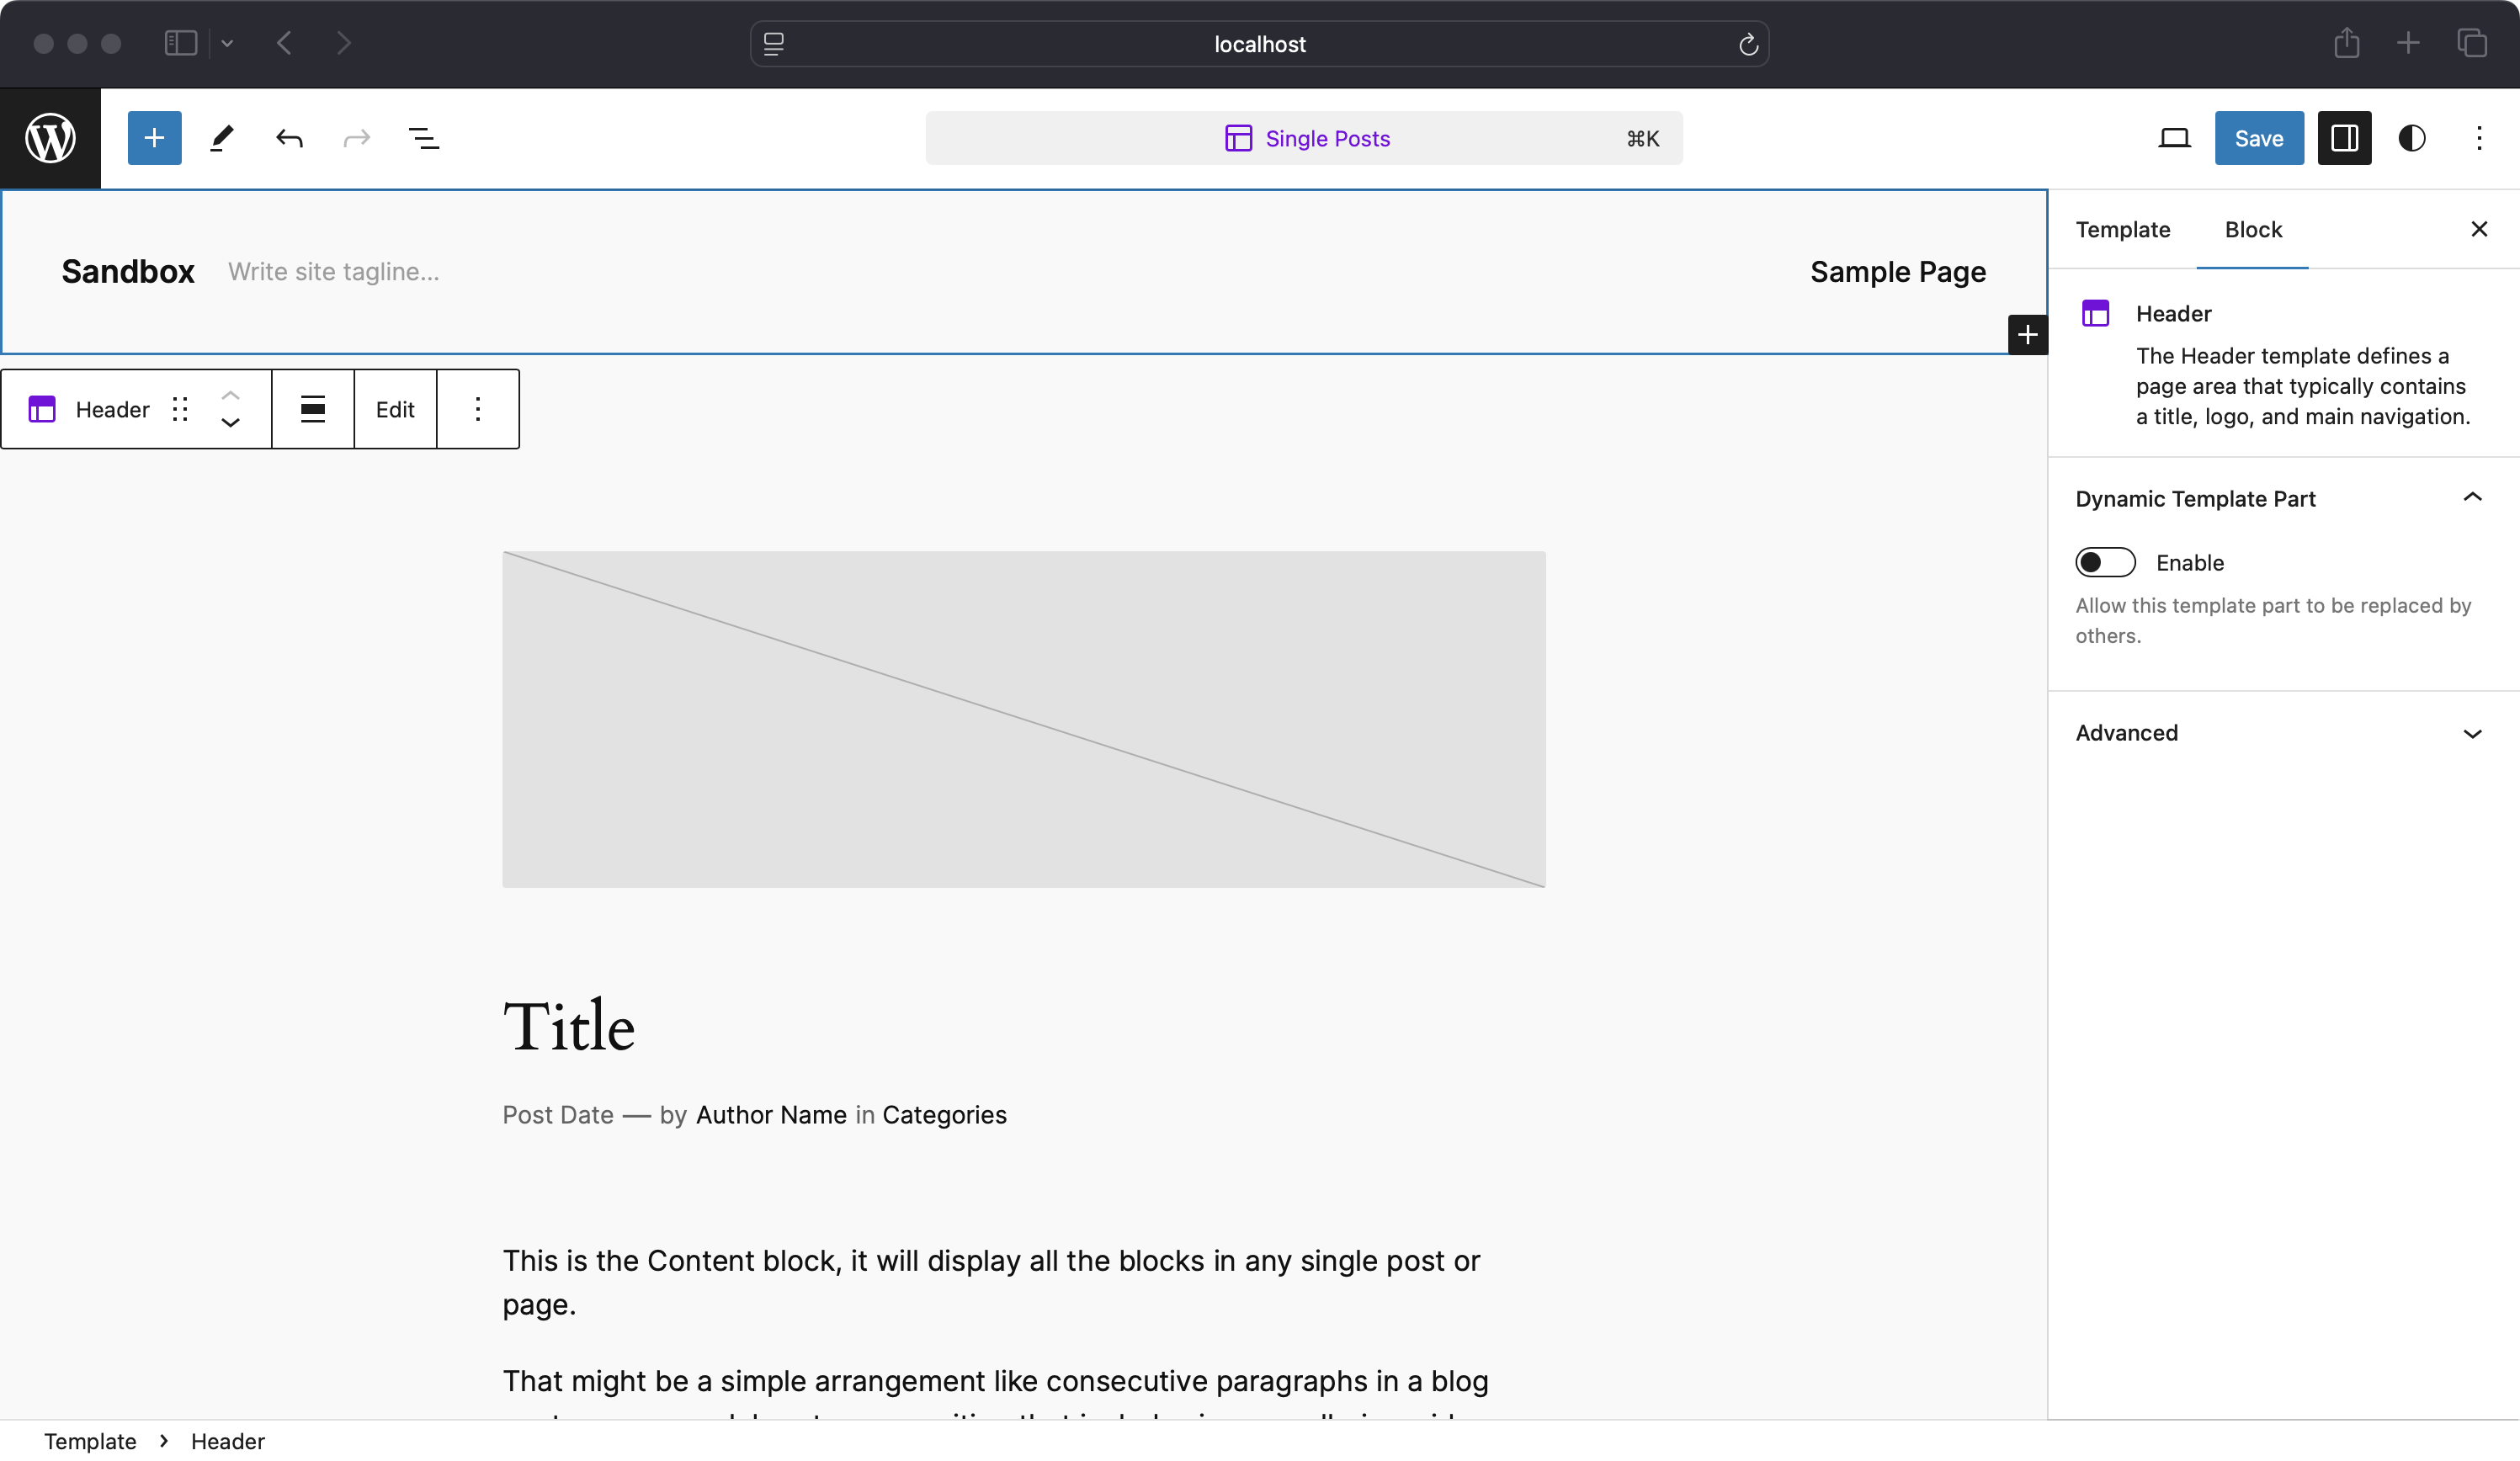 localhost
Single Posts
⌘K
Save
Sandbox
Write site tagline...
Sample Page
Header
Edit
Title
Post Date — by Author Name in Categories
This is the Content block, it will display all the blocks in any single post or
page.
That might be a simple arrangement like consecutive paragraphs in a blog
Template
Block
Header
The Header template defines a
page area that typically contains
a title, logo, and main navigation.
Dynamic Template Part
Enable
Allow this template part to be replaced by
others.
Advanced
Template › Header